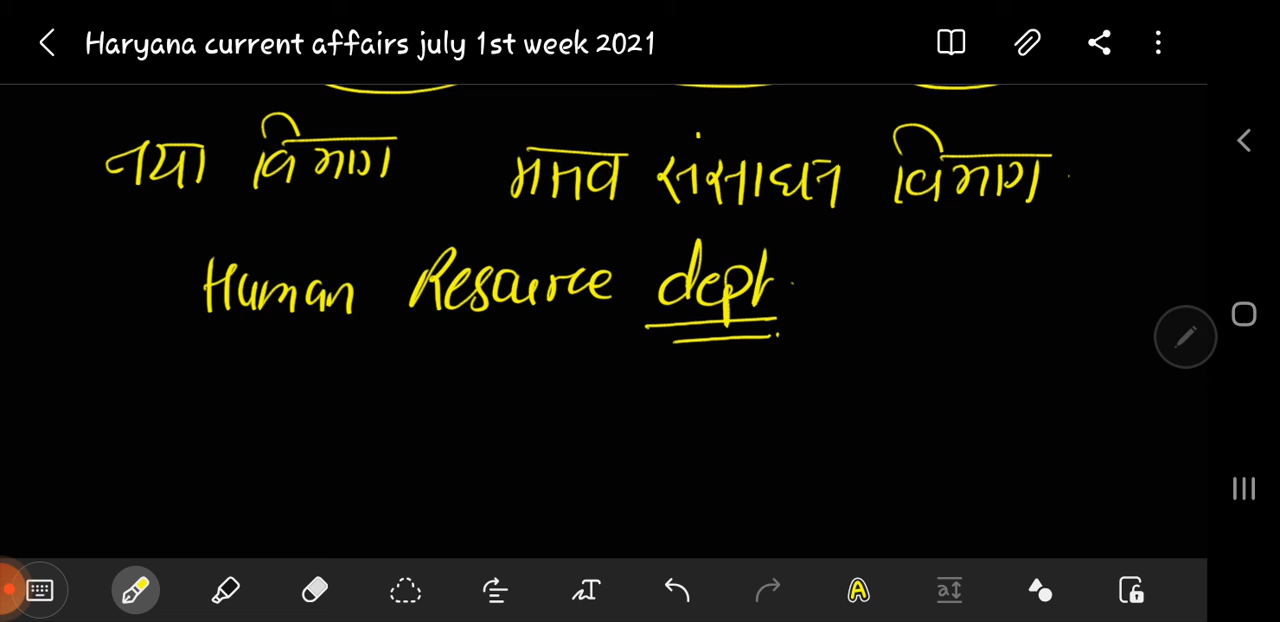 Haryana current affairs july 1st week 2021
नया विभाग मानव संसाधन विभाग
Human Resource dept.